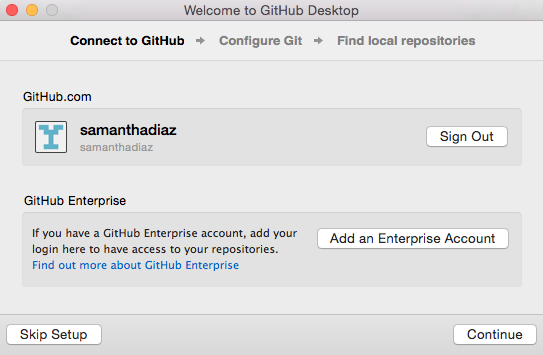 Welcome to GitHub Desktop
Connect to GitHub → Configure Git → Find local repositories
GitHub.com
samanthadiaz
samanthadiaz
Sign Out
GitHub Enterprise
If you have a GitHub Enterprise account, add your
login here to have access to your repositories.
Find out more about GitHub Enterprise
Add an Enterprise Account
Skip Setup
Continue